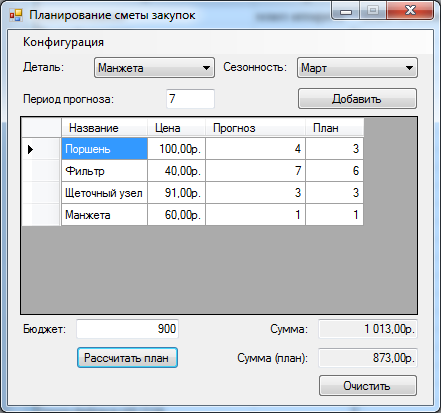 Планирование сметы закупок
Конфигурация
Деталь: Манжета Сезонность: Март
Период прогноза: 7 Добавить
Название Цена Прогноз План
Поршень 100,00р. 4 3
Фильтр 40,00р. 7 6
Щеточный узел 91,00р. 3 3
Манжета 60,00р. 1 1
Бюджет: 900 Сумма: 1 013,00р.
Рассчитать план Сумма (план): 873,00р.
Очистить